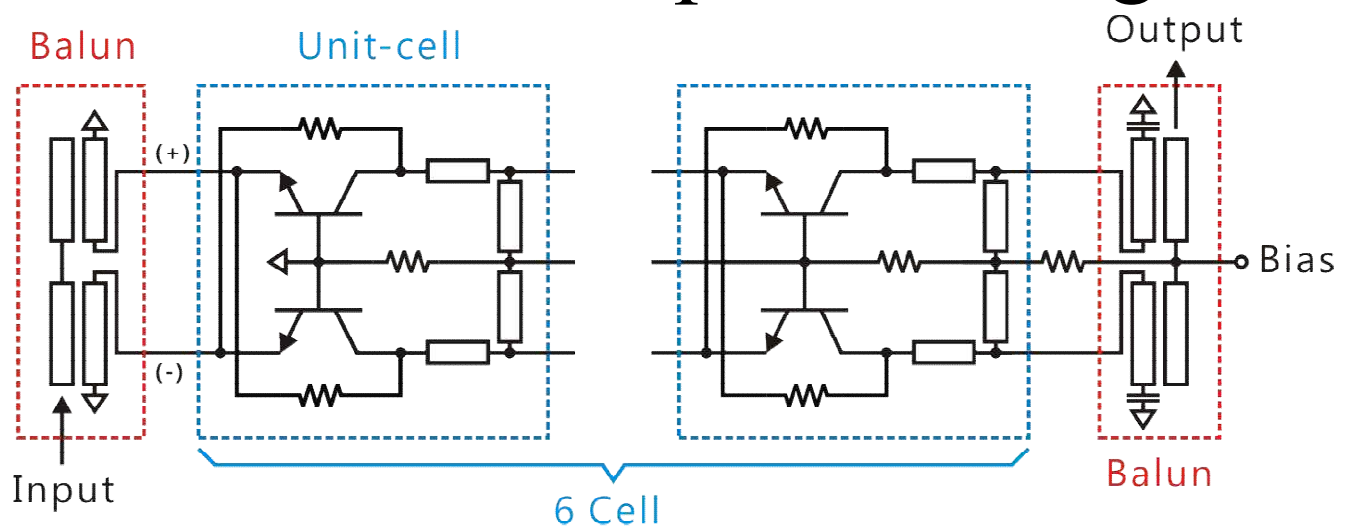 Balun
Unit-cell
Output
(+)
Bias
(-)
Input
Balun
6 Cell